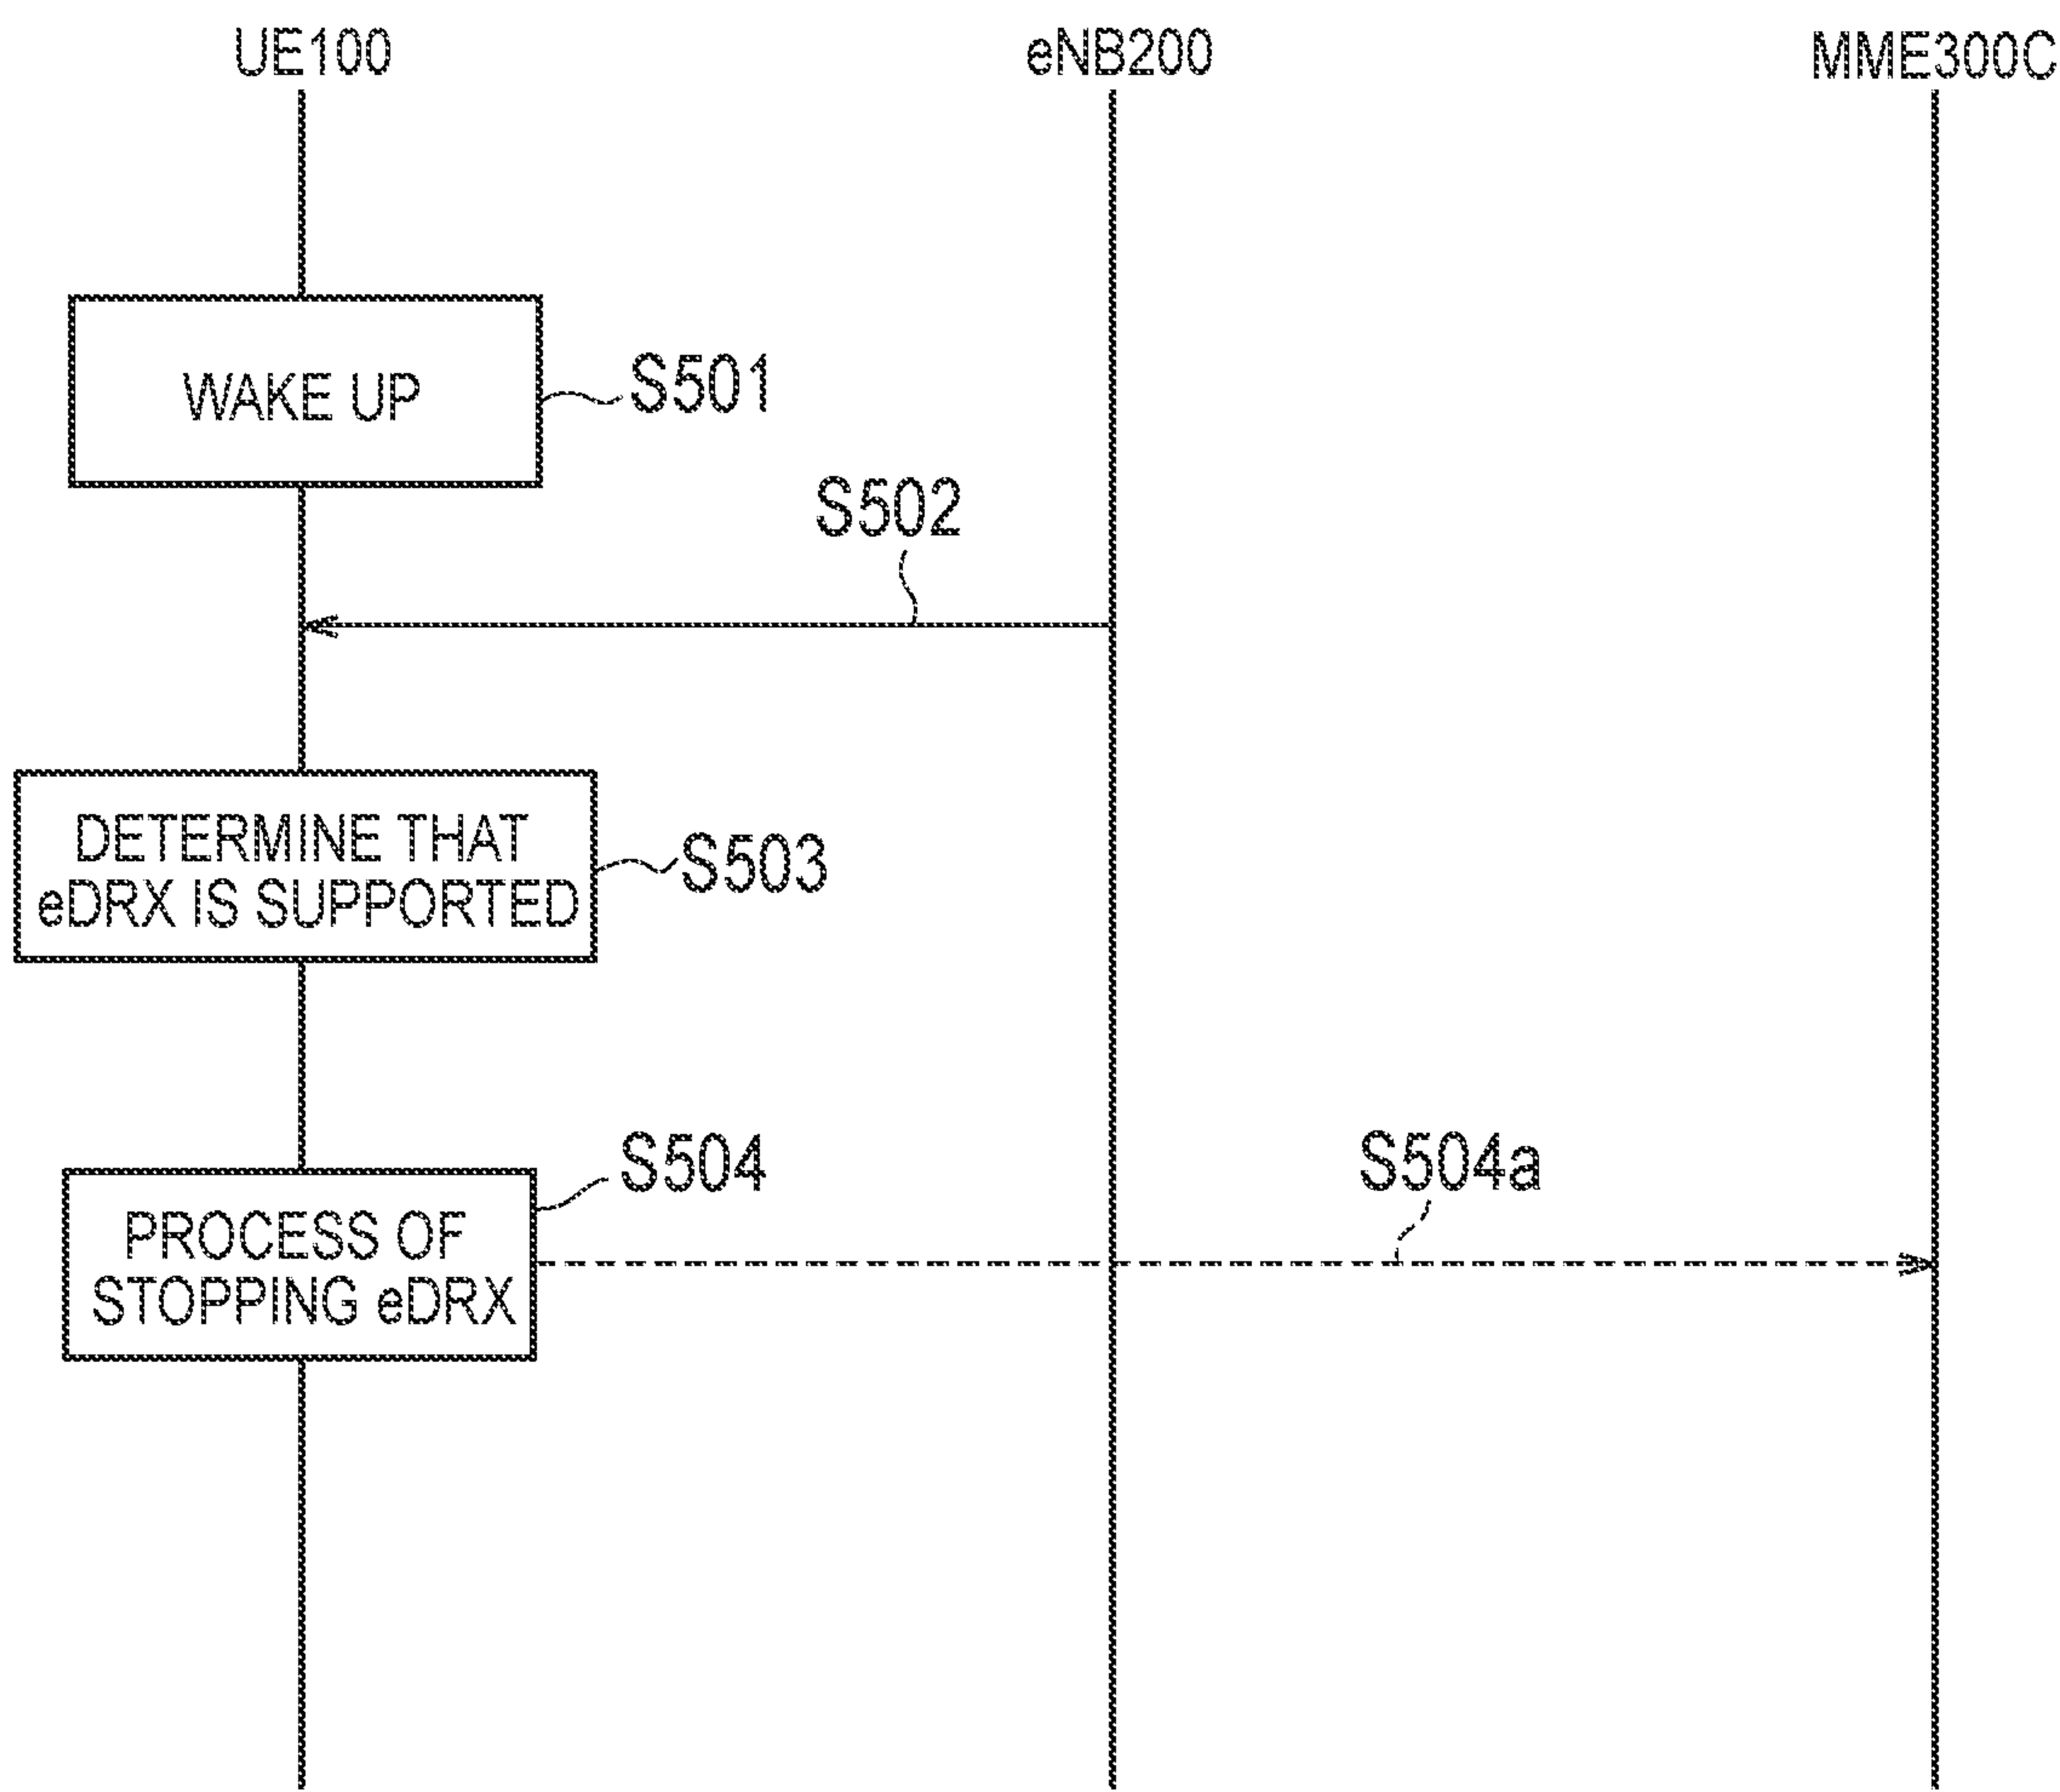 UE100
eNB200
MME300C
WAKE UP
S501
S502
DETERMINE THAT
eDRX IS SUPPORTED
S503
S504
S504a
PROCESS OF
STOPPING eDRX